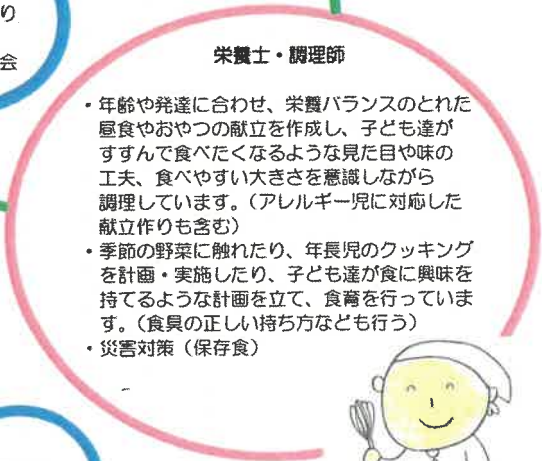 り
会
栄養士・調理師
・年齢や発達に合わせ、栄養バランスのとれた
昼食やおやつの献立を作成し、子ども達が
すすんで食べたくなるような見た目や味の
工夫、食べやすい大きさを意識しながら
調理しています。（アレルギー児に対応した
献立作りも含む）
・季節の野菜に触れたり、年長児のクッキング
を計画・実施したり、子ども達が食に興味を
持てるような計画を立て、食育を行っていま
す。（食具の正しい持ち方なども行う）
・災害対策（保存食）